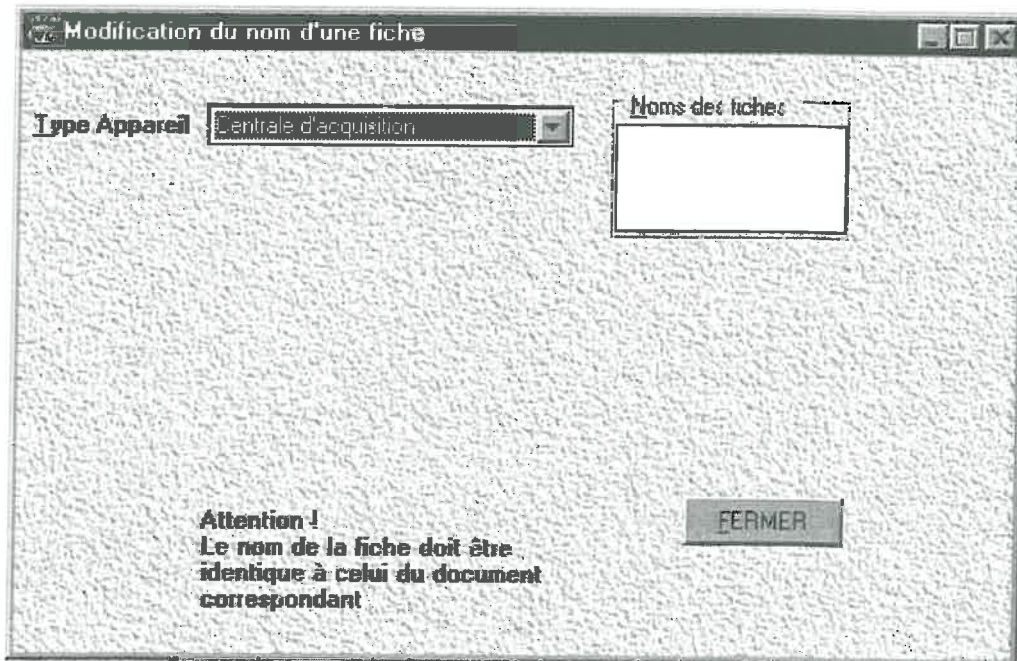 Modification du nom d'une fiche
Type Appareil
Centrale d'acquisition
Noms des fiches
Attention !
Le nom de la fiche doit être
identique à celui du document
correspondant
FERMER